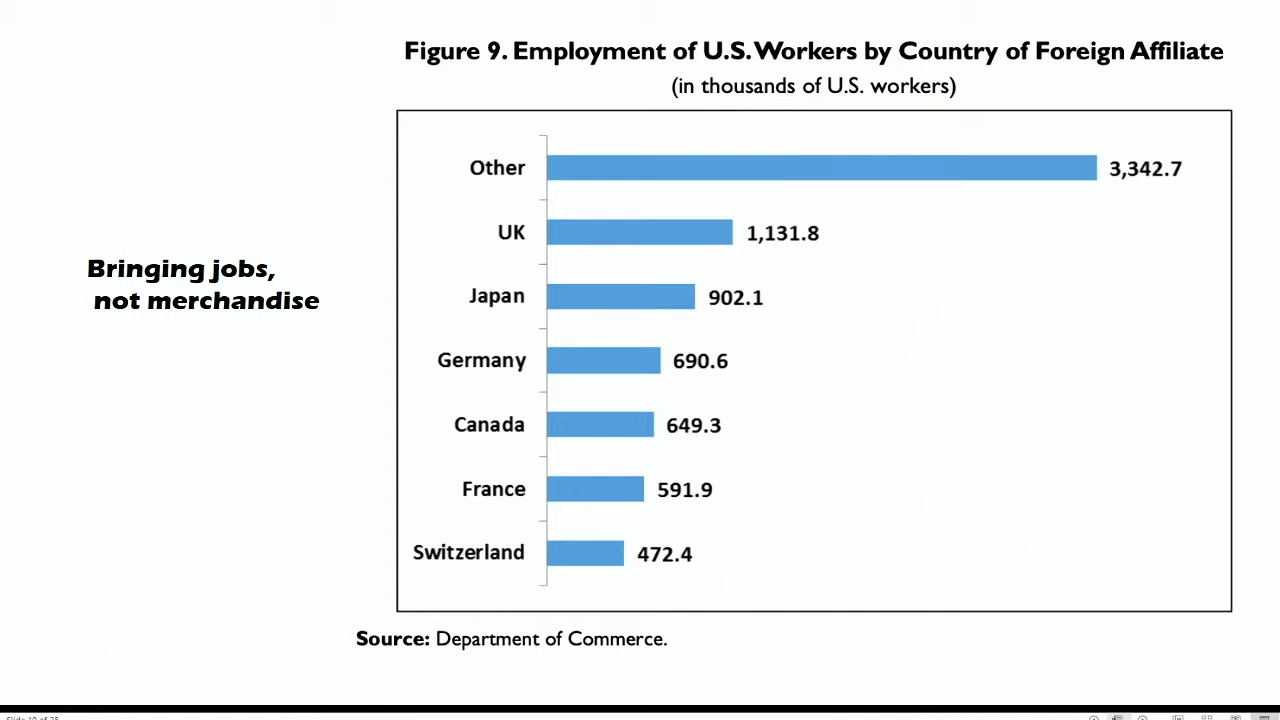 Figure 9. Employment of U.S. Workers by Country of Foreign Affiliate
(in thousands of U.S. workers)
Other 3,342.7
UK 1,131.8
Bringing jobs,
not merchandise
Japan 902.1
Germany 690.6
Canada 649.3
France 591.9
Switzerland 472.4
Source: Department of Commerce.